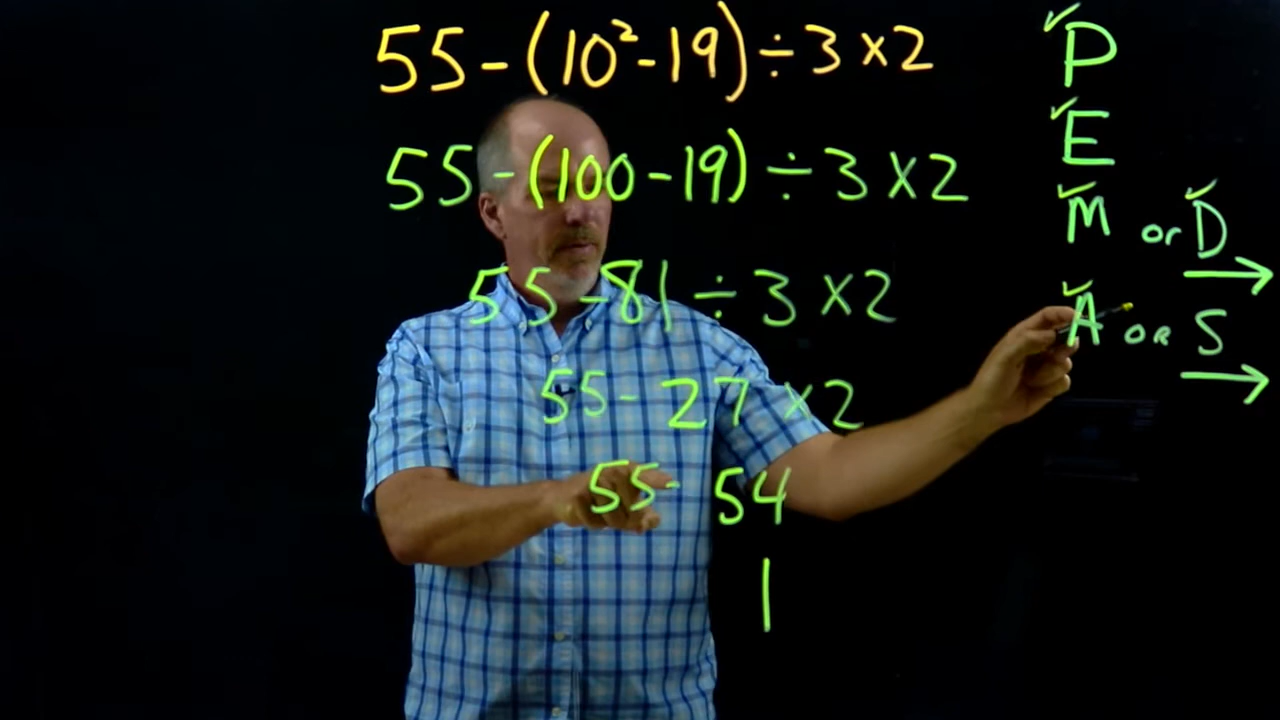 55-(10²-19)÷3×2
55-(100-19)÷3×2
55-81÷3×2
55-27×2
55-54
1
✓P
✓E
✓M or ✓D →
✓A OR S →